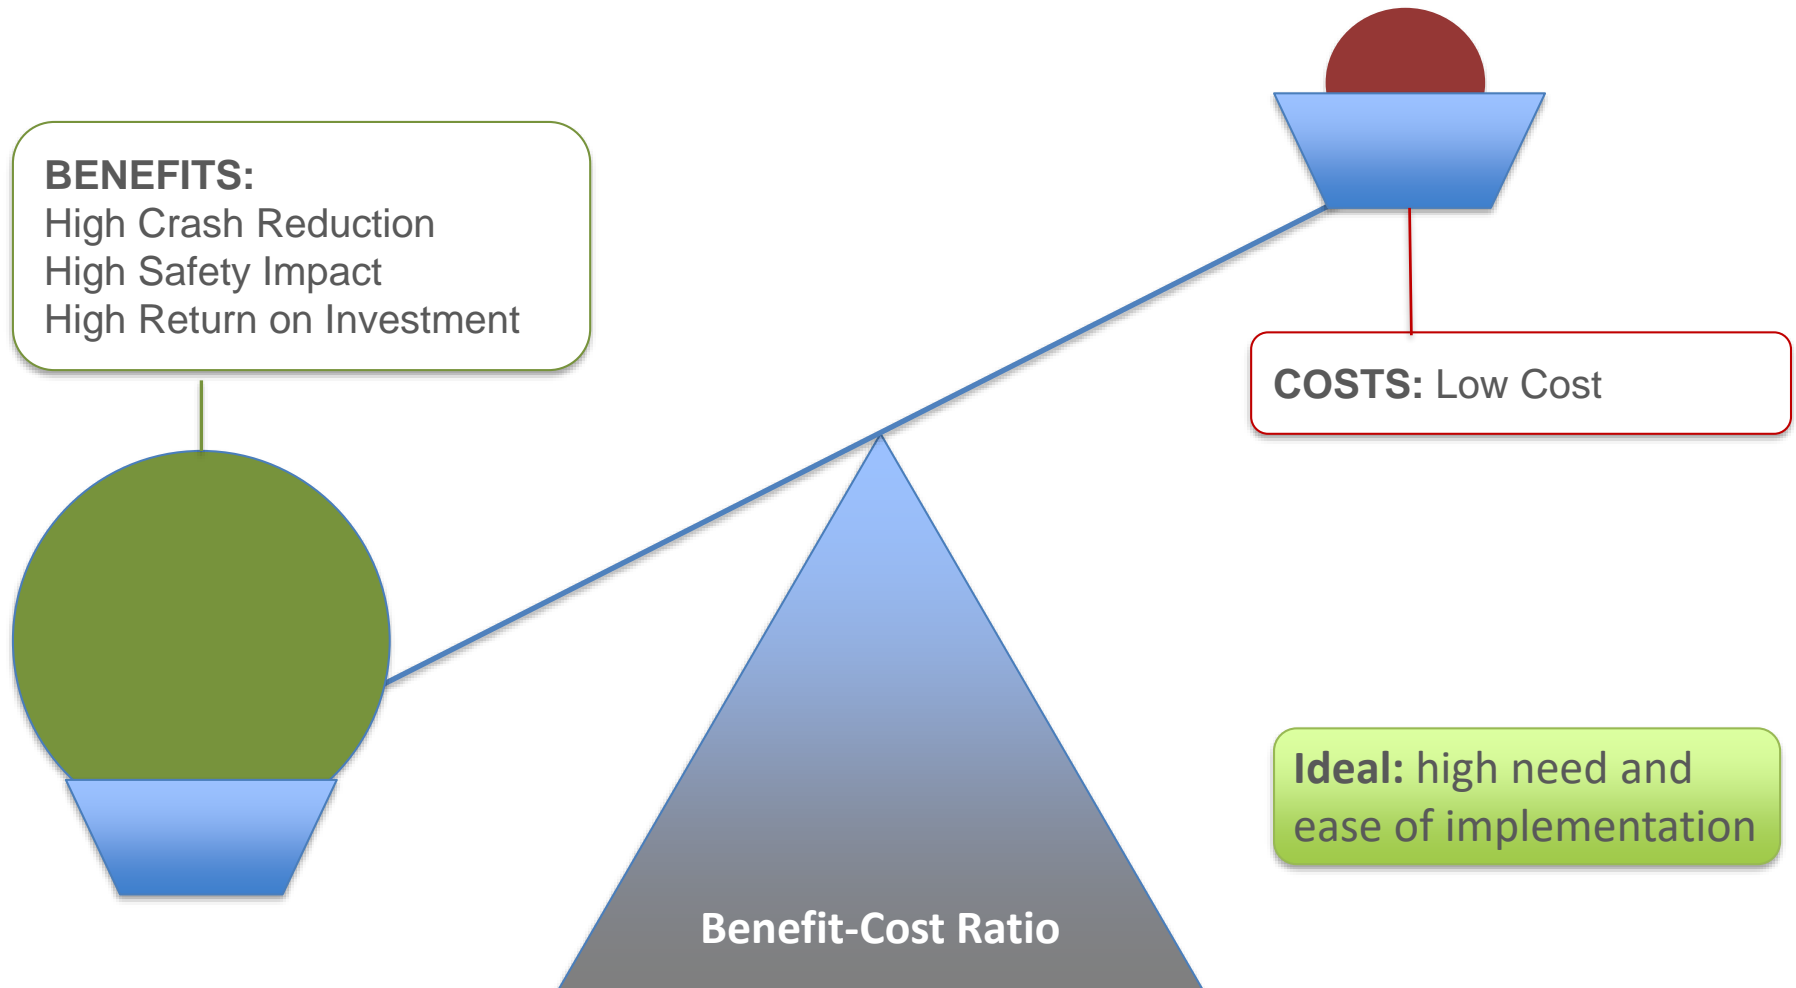 BENEFITS:
High Crash Reduction
High Safety Impact
High Return on Investment
COSTS: Low Cost
Ideal: high need and
ease of implementation
Benefit-Cost Ratio